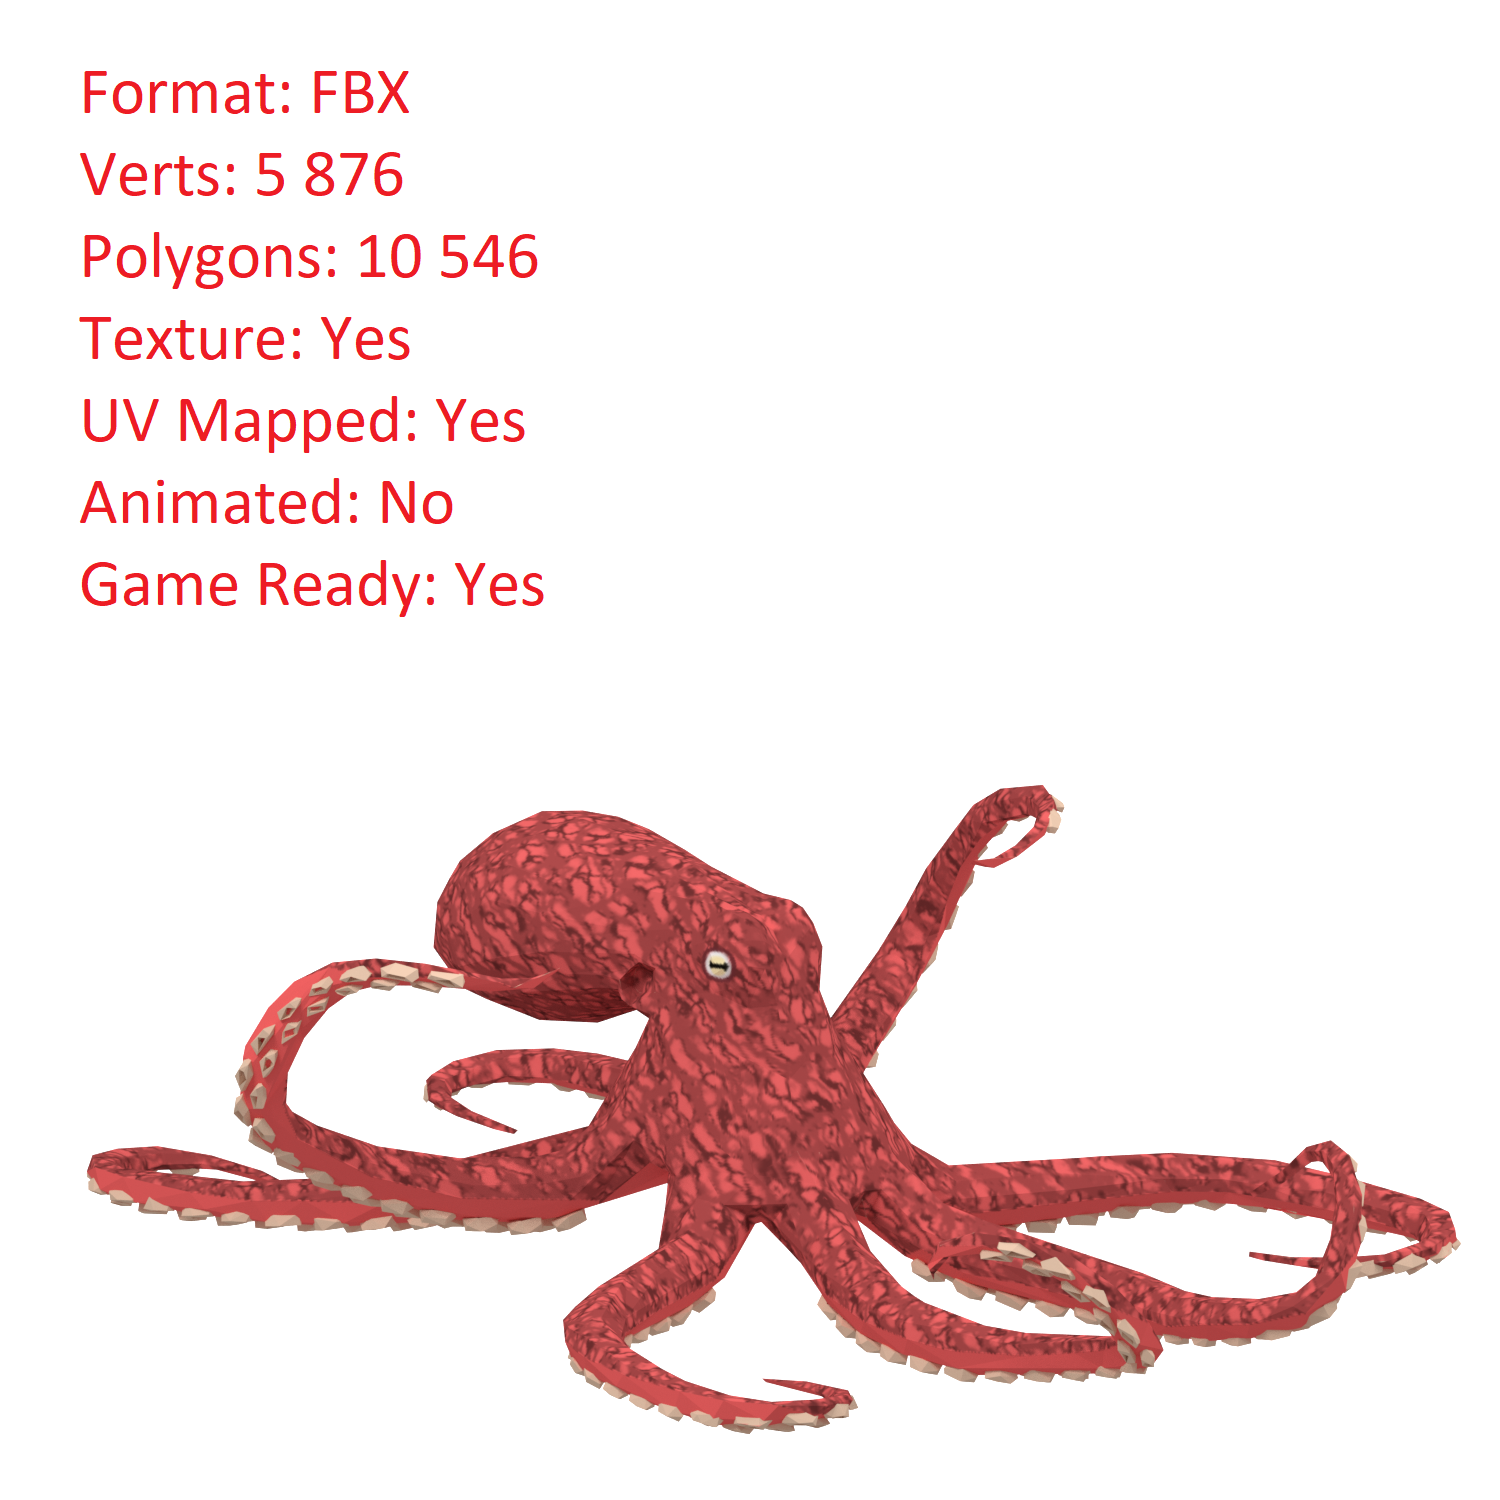 Format: FBX
Verts: 5 876
Polygons: 10 546
Texture: Yes
UV Mapped: Yes
Animated: No
Game Ready: Yes